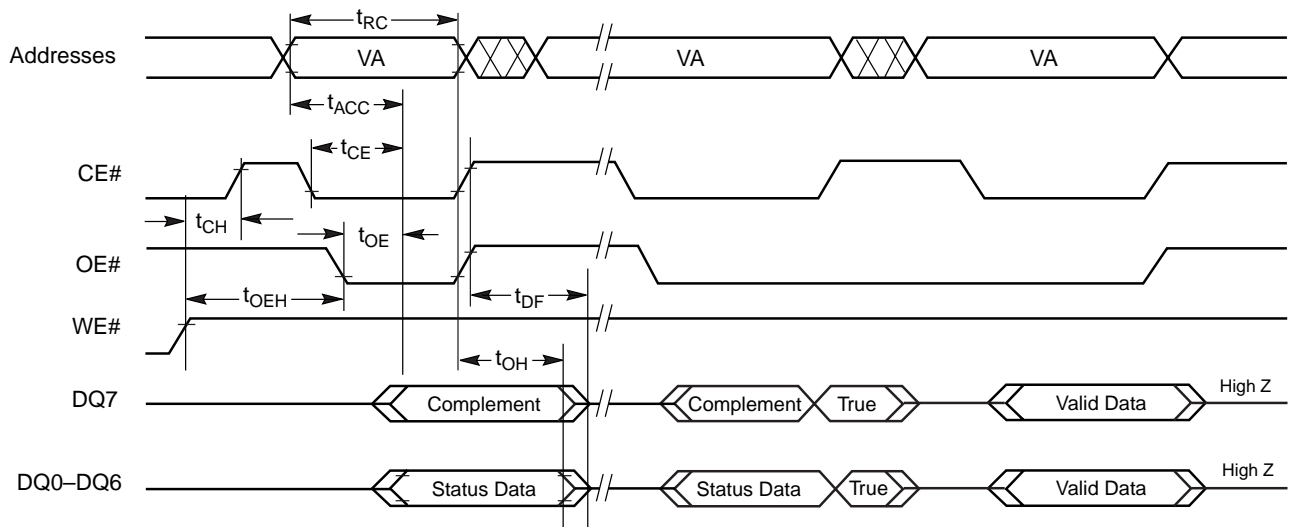 tRC
Addresses VA VA VA
tACC
tCE
CE#
tCH
tOE
OE#
tOEH tDF
WE#
tOH
DQ7 Complement Complement True Valid Data High Z
DQ0–DQ6 Status Data Status Data True Valid Data High Z